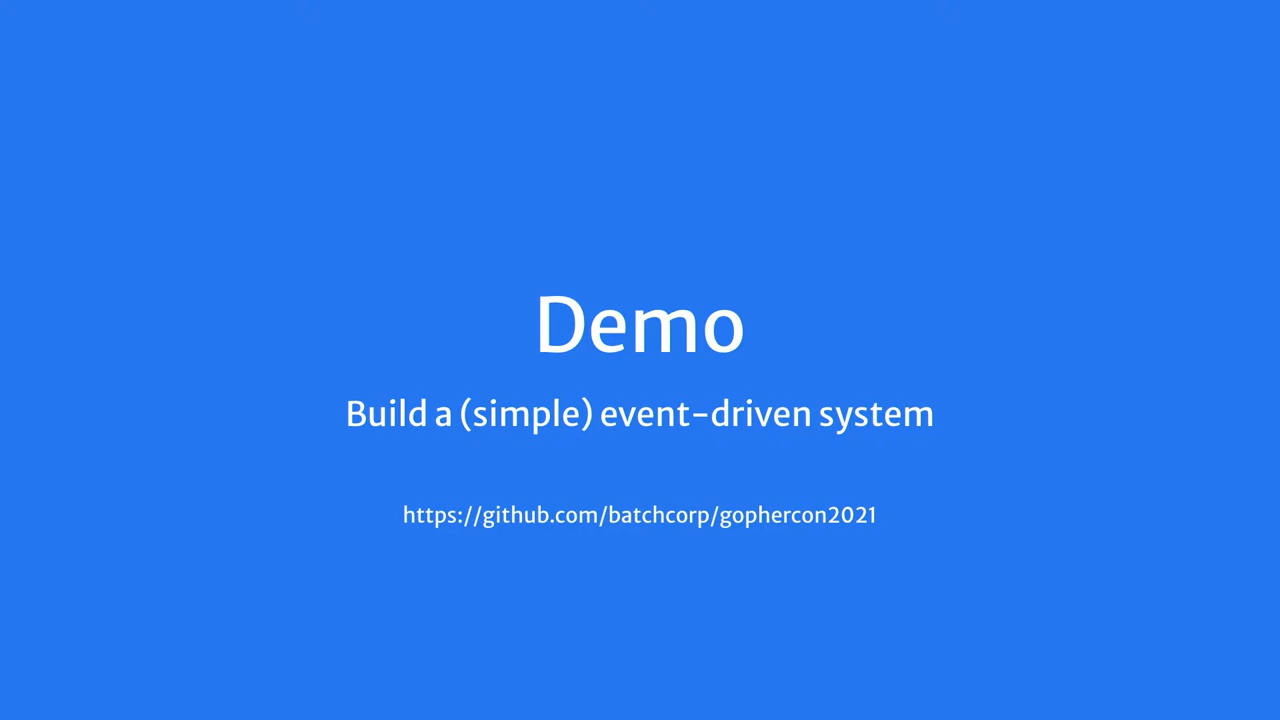 Demo
Build a (simple) event-driven system
https://github.com/batchcorp/gophercon2021